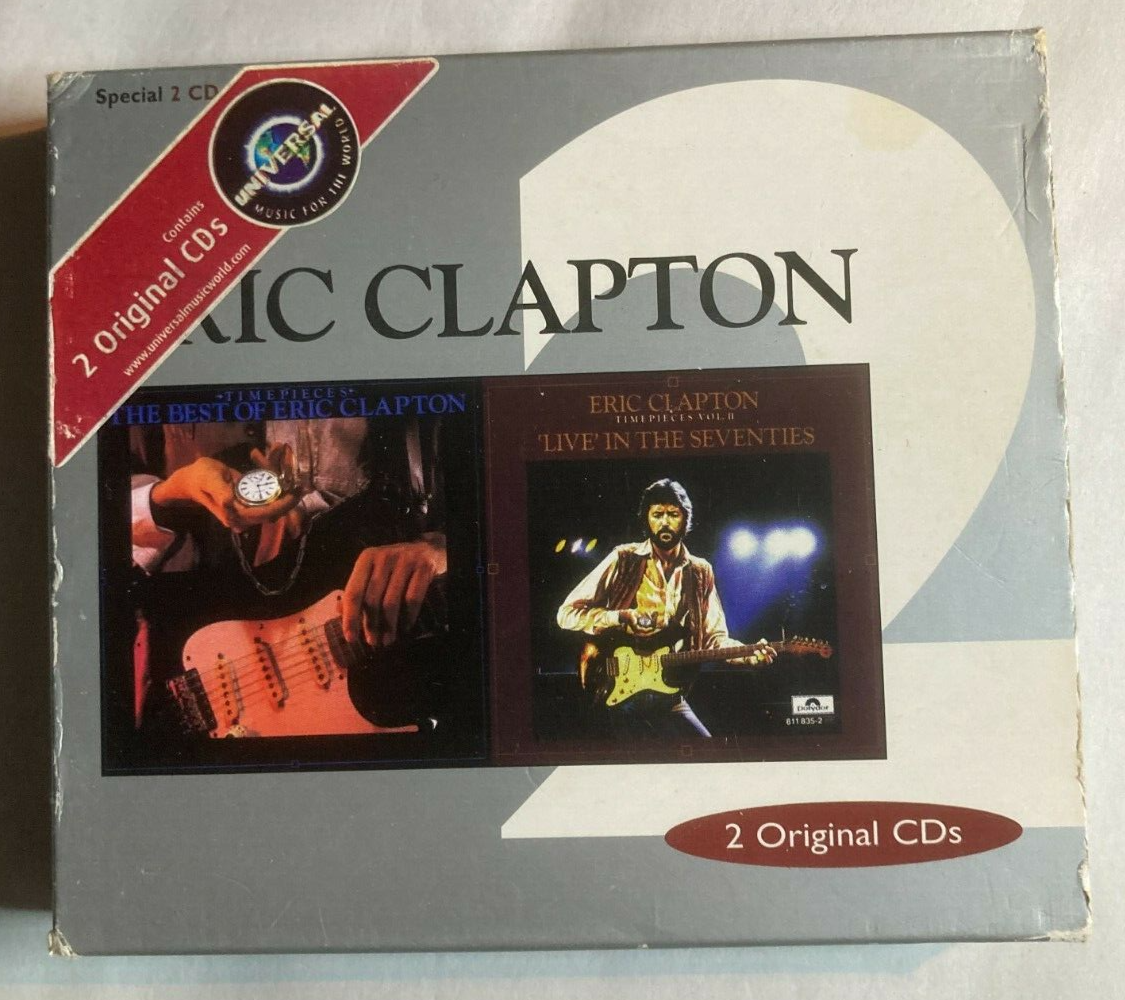 Special 2 CD
UNIVERSAL
MUSIC FOR THE WORLD
Contains
2 Original CDs
www.universalmusicworld.com
RIC CLAPTON
TIMEPIECES
THE BEST OF ERIC CLAPTON
ERIC CLAPTON
TIMEPIECES VOL. II
'LIVE' IN THE SEVENTIES
Polydor
811 835-2
2
2 Original CDs